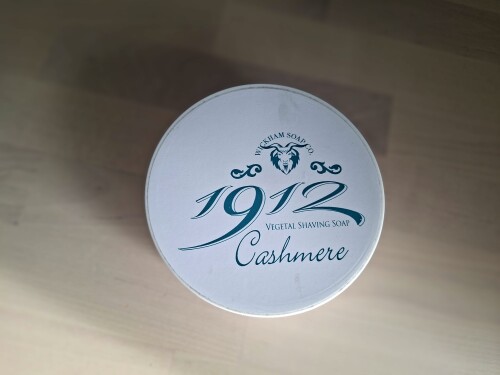 WICKHAM SOAP CO.
1912
VEGETAL SHAVING SOAP
Cashmere